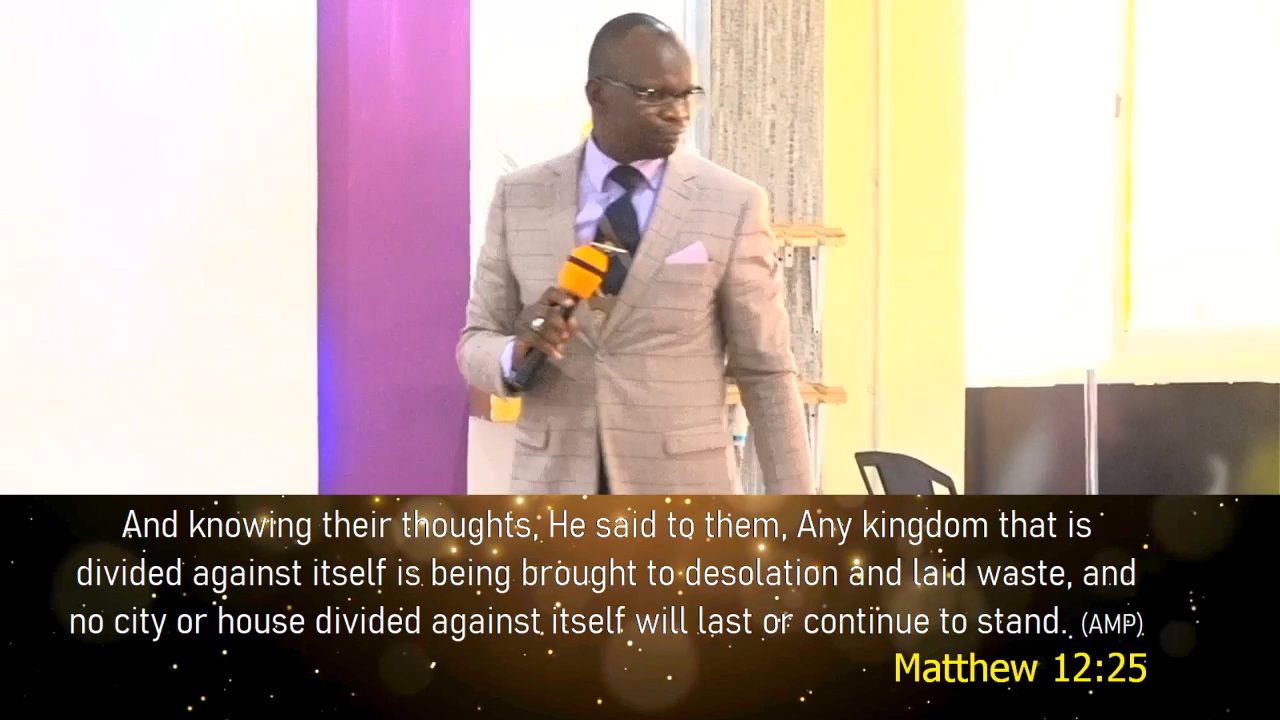 And knowing their thoughts, He said to them, Any kingdom that is
divided against itself is being brought to desolation and laid waste, and
no city or house divided against itself will last or continue to stand. (AMP)
Matthew 12:25